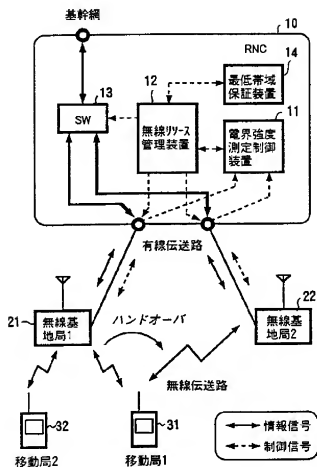 基幹網
10
RNC
14
最低帯域
保証装置
12
13
SW
無線リソース
管理装置
11
電界強度
測定制御
装置
有線伝送路
21
無線基
地局1
ハンドオーバ
22
無線基
地局2
無線伝送路
32
31
移動局2
移動局1
情報信号
制御信号